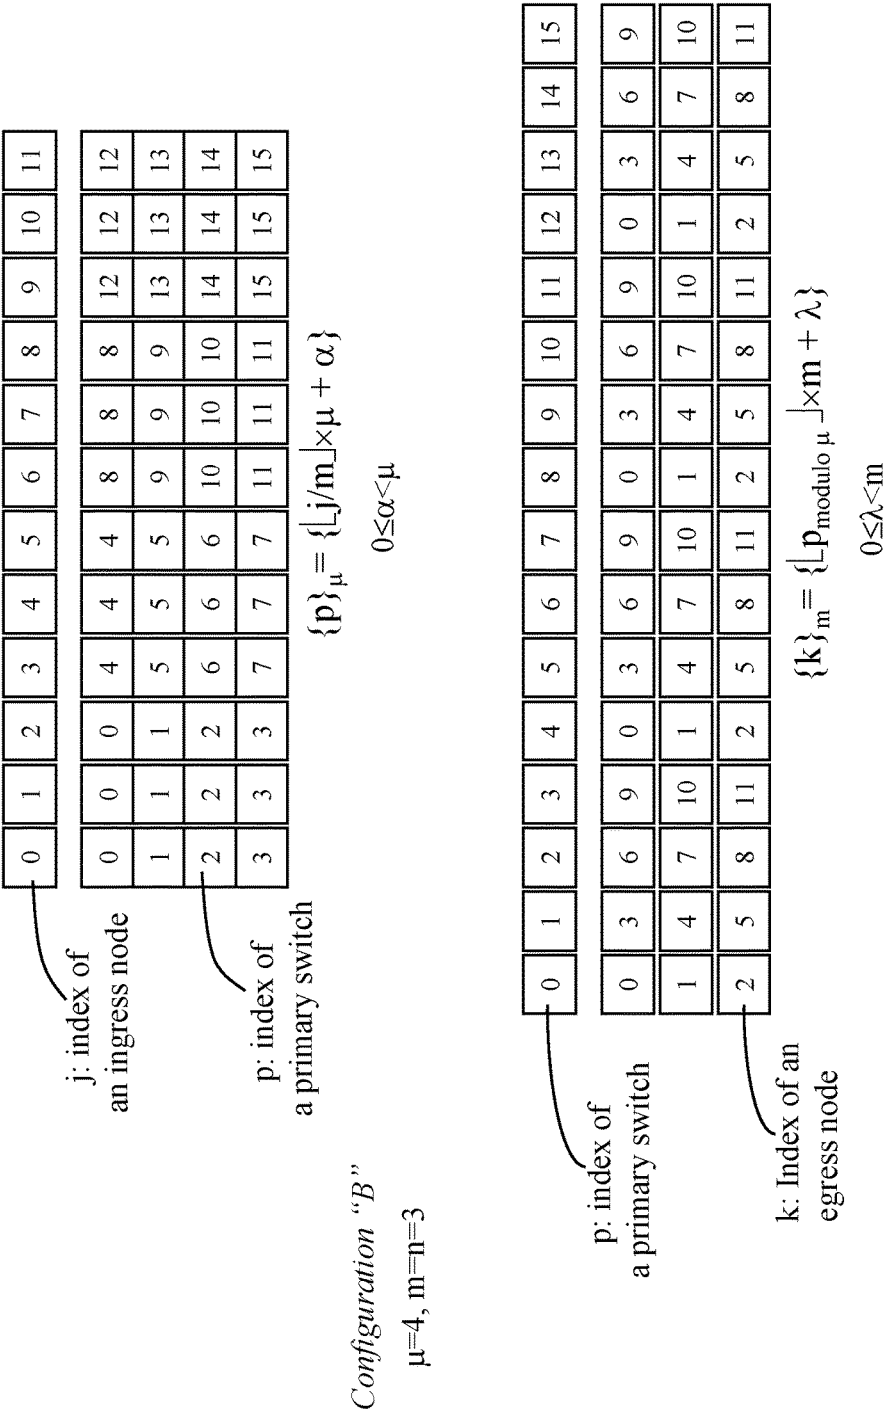 j: index of
an ingress node
0 1 2 3 4 5 6 7 8 9 10 11
0 0 0 4 4 4 8 8 8 12 12 12
1 1 1 5 5 5 9 9 9 13 13 13
2 2 2 6 6 6 10 10 10 14 14 14
3 3 3 7 7 7 11 11 11 15 15 15
p: index of
a primary switch
{p}μ= {⌊j/m⌋×μ + α}
0≤α<μ
Configuration “B”
μ=4, m=n=3
0 1 2 3 4 5 6 7 8 9 10 11 12 13 14 15
0 3 6 9 0 3 6 9 0 3 6 9 0 3 6 9
1 4 7 10 1 4 7 10 1 4 7 10 1 4 7 10
2 5 8 11 2 5 8 11 2 5 8 11 2 5 8 11
p: index of
a primary switch
k: Index of an
egress node
{k}m= {⌊pmodulo μ ⌋×m + λ}
0≤λ<m